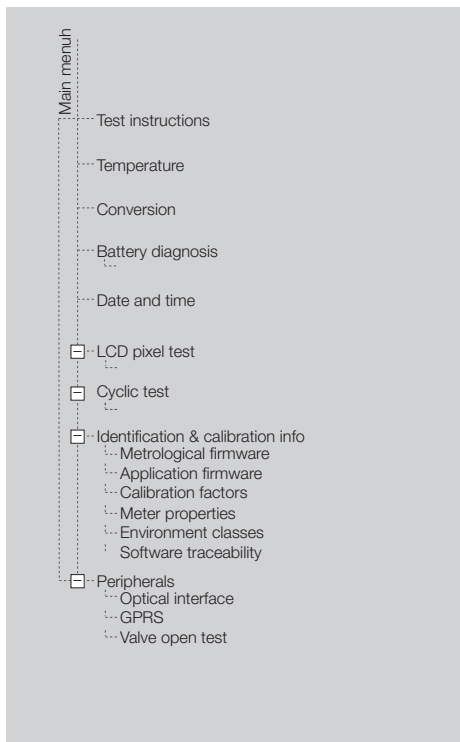 Main menuh
Test instructions
Temperature
Conversion
Battery diagnosis
Date and time
LCD pixel test
Cyclic test
Identification & calibration info
Metrological firmware
Application firmware
Calibration factors
Meter properties
Environment classes
Software traceability
Peripherals
Optical interface
GPRS
Valve open test